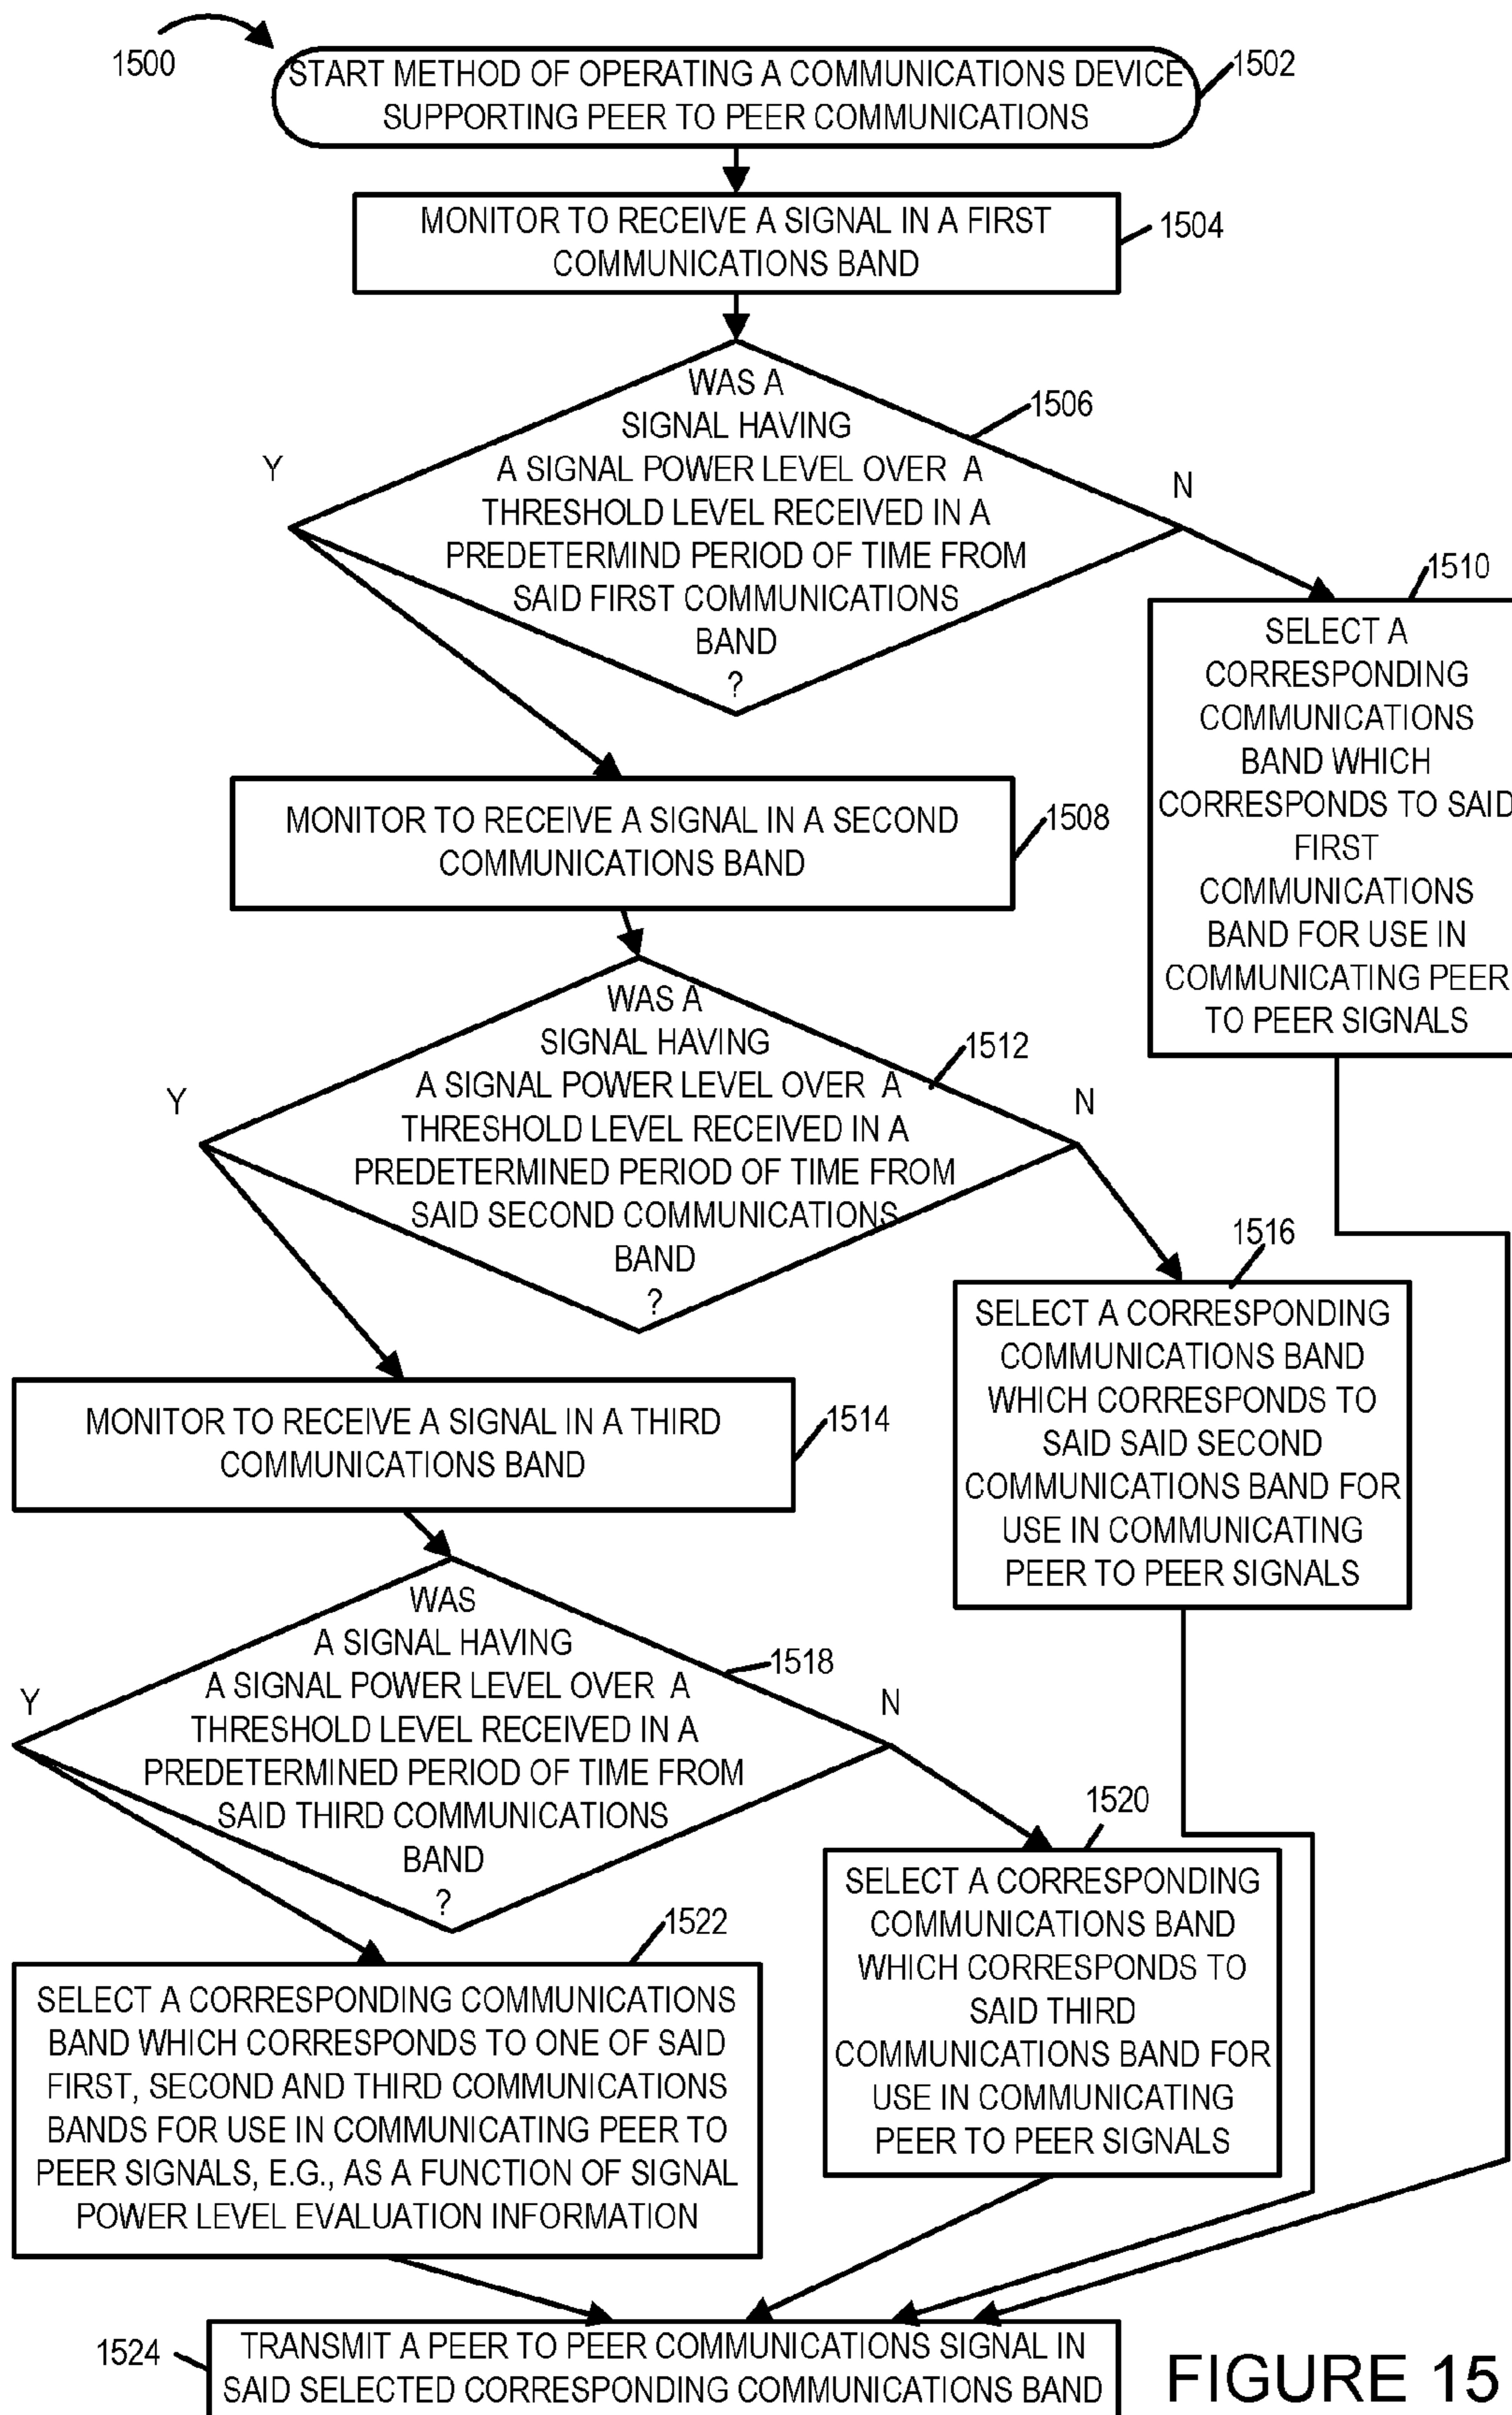 1500
START METHOD OF OPERATING A COMMUNICATIONS DEVICE
SUPPORTING PEER TO PEER COMMUNICATIONS
1502
MONITOR TO RECEIVE A SIGNAL IN A FIRST
COMMUNICATIONS BAND
1504
WAS A
SIGNAL HAVING
A SIGNAL POWER LEVEL OVER A
THRESHOLD LEVEL RECEIVED IN A
PREDETERMIND PERIOD OF TIME FROM
SAID FIRST COMMUNICATIONS
BAND
?
1506
Y
N
1510
SELECT A
CORRESPONDING
COMMUNICATIONS
BAND WHICH
CORRESPONDS TO SAID
FIRST
COMMUNICATIONS
BAND FOR USE IN
COMMUNICATING PEER
TO PEER SIGNALS
MONITOR TO RECEIVE A SIGNAL IN A SECOND
COMMUNICATIONS BAND
1508
WAS A
SIGNAL HAVING
A SIGNAL POWER LEVEL OVER A
THRESHOLD LEVEL RECEIVED IN A
PREDETERMINED PERIOD OF TIME FROM
SAID SECOND COMMUNICATIONS
BAND
?
1512
Y
N
1516
SELECT A CORRESPONDING
COMMUNICATIONS BAND
WHICH CORRESPONDS TO
SAID SAID SECOND
COMMUNICATIONS BAND FOR
USE IN COMMUNICATING
PEER TO PEER SIGNALS
MONITOR TO RECEIVE A SIGNAL IN A THIRD
COMMUNICATIONS BAND
1514
WAS
A SIGNAL HAVING
A SIGNAL POWER LEVEL OVER A
THRESHOLD LEVEL RECEIVED IN A
PREDETERMINED PERIOD OF TIME FROM
SAID THIRD COMMUNICATIONS
BAND
?
1518
Y
N
1520
SELECT A CORRESPONDING
COMMUNICATIONS BAND
WHICH CORRESPONDS TO
SAID THIRD
COMMUNICATIONS BAND FOR
USE IN COMMUNICATING
PEER TO PEER SIGNALS
1522
SELECT A CORRESPONDING COMMUNICATIONS
BAND WHICH CORRESPONDS TO ONE OF SAID
FIRST, SECOND AND THIRD COMMUNICATIONS
BANDS FOR USE IN COMMUNICATING PEER TO
PEER SIGNALS, E.G., AS A FUNCTION OF SIGNAL
POWER LEVEL EVALUATION INFORMATION
1524
TRANSMIT A PEER TO PEER COMMUNICATIONS SIGNAL IN
SAID SELECTED CORRESPONDING COMMUNICATIONS BAND
FIGURE 15